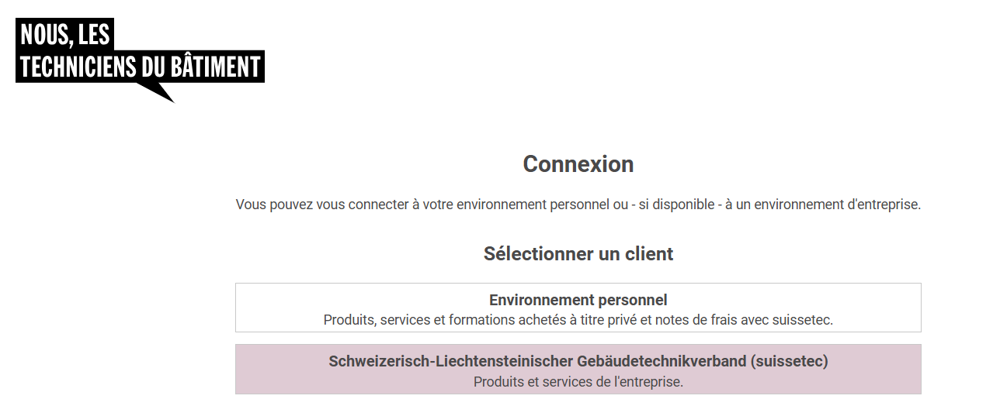 NOUS, LES
TECHNICIENS DU BÂTIMENT
Connexion
Vous pouvez vous connecter à votre environnement personnel ou - si disponible - à un environnement d'entreprise.
Sélectionner un client
Environnement personnel
Produits, services et formations achetés à titre privé et notes de frais avec suissetec.
Schweizerisch-Liechtensteinischer Gebäudetechnikverband (suissetec)
Produits et services de l'entreprise.